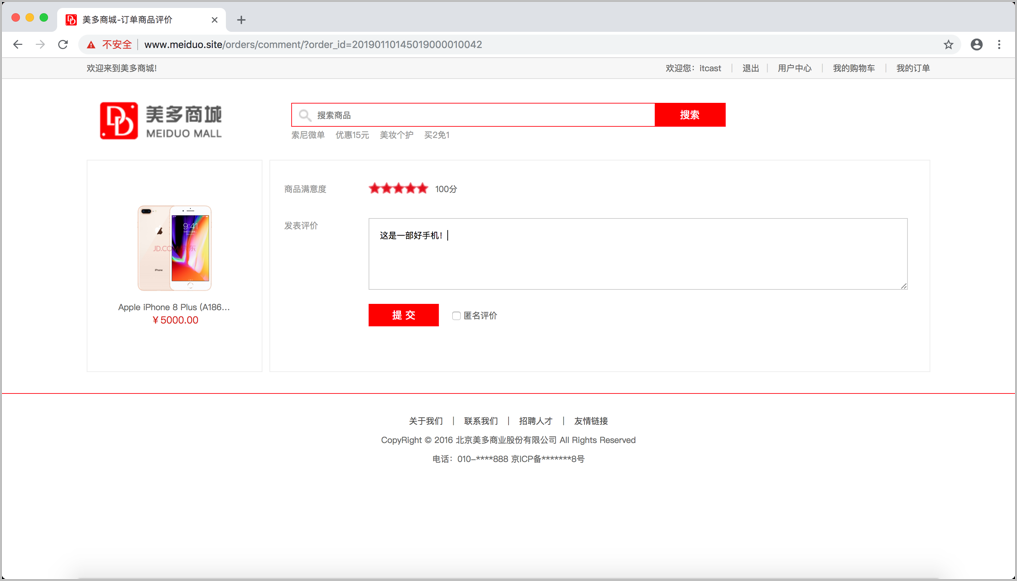 美多商城-订单商品评价
不安全 | www.meiduo.site/orders/comment/?order_id=20190110145019000010042
欢迎来到美多商城!
欢迎您：itcast | 退出 | 用户中心 | 我的购物车 | 我的订单
美多商城
MEIDUO MALL
搜索商品
搜索
索尼微单 优惠15元 美妆个护 买2免1
商品满意度 100分
发表评价
这是一部好手机！
Apple iPhone 8 Plus (A186...
￥5000.00
提交 匿名评价
关于我们 | 联系我们 | 招聘人才 | 友情链接
CopyRight © 2016 北京美多商业股份有限公司 All Rights Reserved
电话：010-****888 京ICP备*******8号